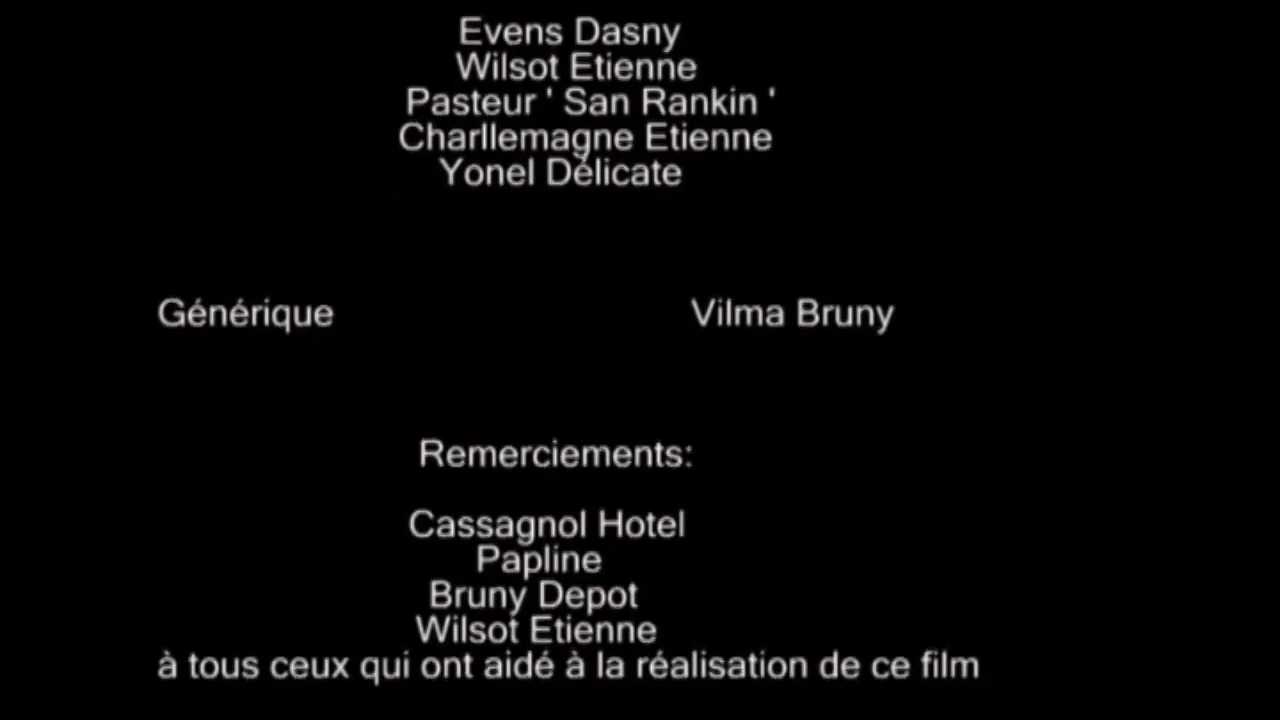 Evens Dasny
Wilsot Etienne
Pasteur ' San Rankin '
Charllemagne Etienne
Yonel Délicate
Générique Vilma Bruny
Remerciements:
Cassagnol Hotel
Papline
Bruny Depot
Wilsot Etienne
à tous ceux qui ont aidé à la réalisation de ce film